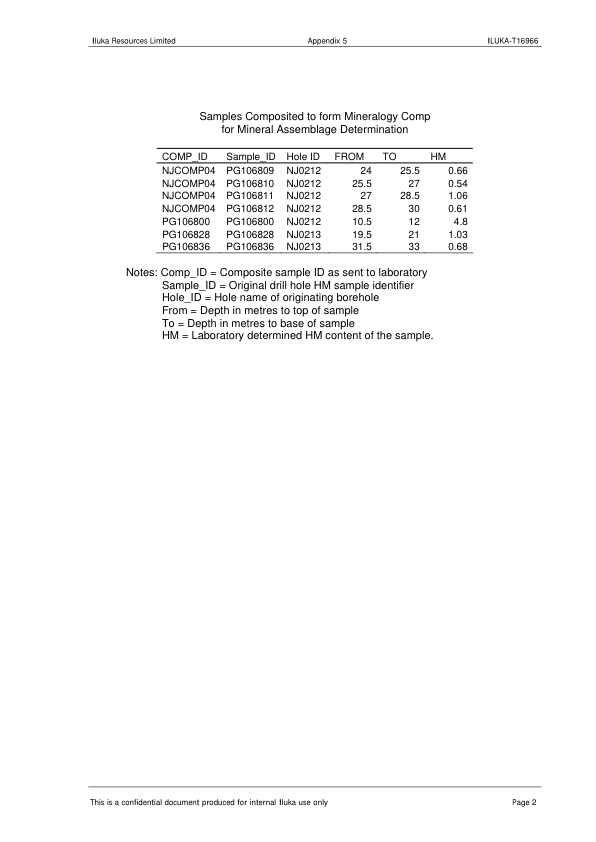 Iluka Resources Limited Appendix 5 ILUKA-T16966
Samples Composited to form Mineralogy Comp
for Mineral Assemblage Determination
COMP_ID Sample_ID Hole ID FROM TO HM
NJCOMP04 PG106809 NJ0212 24 25.5 0.66
NJCOMP04 PG106810 NJ0212 25.5 27 0.54
NJCOMP04 PG106811 NJ0212 27 28.5 1.06
NJCOMP04 PG106812 NJ0212 28.5 30 0.61
PG106800 PG106800 NJ0212 10.5 12 4.8
PG106828 PG106828 NJ0213 19.5 21 1.03
PG106836 PG106836 NJ0213 31.5 33 0.68
Notes: Comp_ID = Composite sample ID as sent to laboratory
Sample_ID = Original drill hole HM sample identifier
Hole_ID = Hole name of originating borehole
From = Depth in metres to top of sample
To = Depth in metres to base of sample
HM = Laboratory determined HM content of the sample.
This is a confidential document produced for internal Iluka use only Page 2